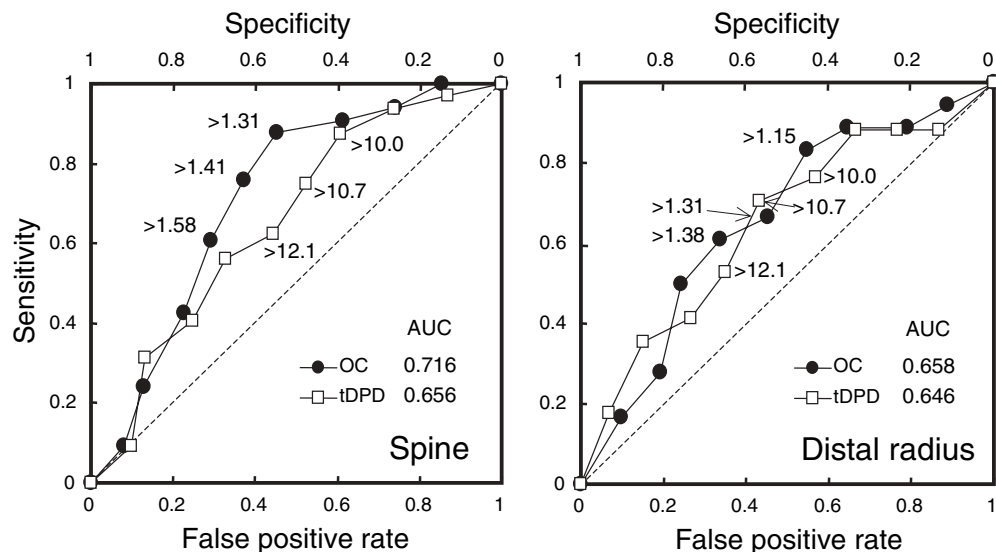 Specificity
1 0.8 0.6 0.4 0.2 0
1
0.8
0.6
0.4
0.2
0
Sensitivity
>1.31
>1.41
>1.58
>10.0
>10.7
>12.1
AUC
OC 0.716
tDPD 0.656
Spine
0 0.2 0.4 0.6 0.8 1
False positive rate
Specificity
1 0.8 0.6 0.4 0.2 0
1
0.8
0.6
0.4
0.2
0
>1.15
>10.0
>1.31
>10.7
>1.38
>12.1
AUC
OC 0.658
tDPD 0.646
Distal radius
0 0.2 0.4 0.6 0.8 1
False positive rate